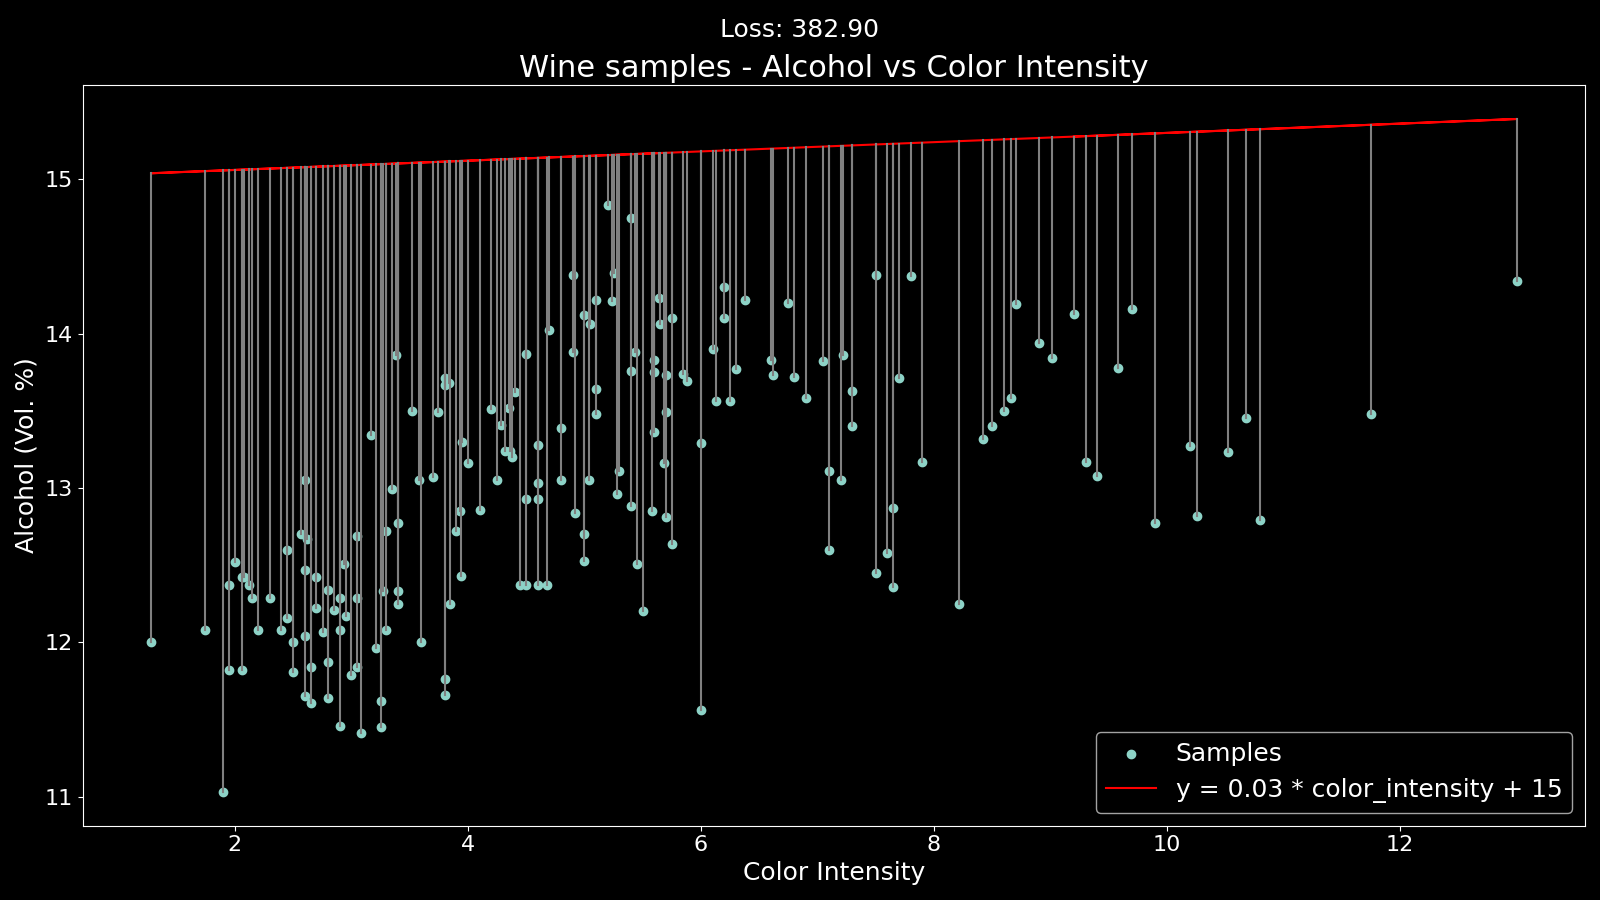 Loss: 382.90
Wine samples - Alcohol vs Color Intensity
Alcohol (Vol. %)
15
14
13
12
11
Samples
y = 0.03 * color_intensity + 15
2 4 6 8 10 12
Color Intensity